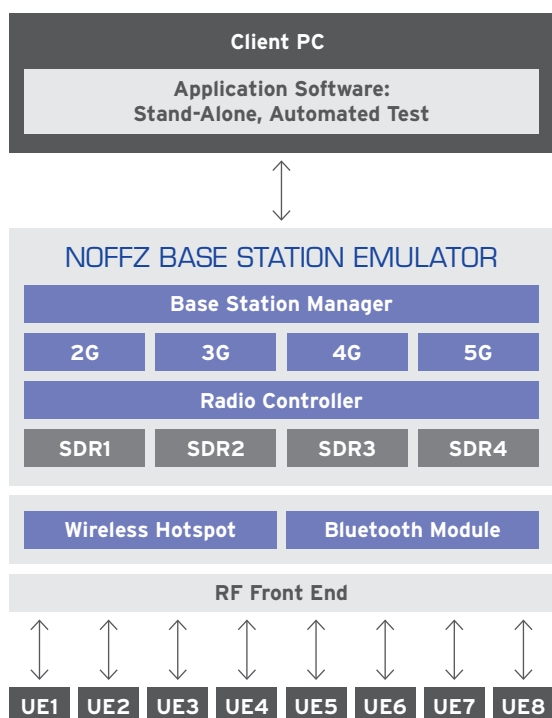 Client PC
Application Software:
Stand-Alone, Automated Test
NOFFZ BASE STATION EMULATOR
Base Station Manager
2G 3G 4G 5G
Radio Controller
SDR1 SDR2 SDR3 SDR4
Wireless Hotspot Bluetooth Module
RF Front End
UE1 UE2 UE3 UE4 UE5 UE6 UE7 UE8